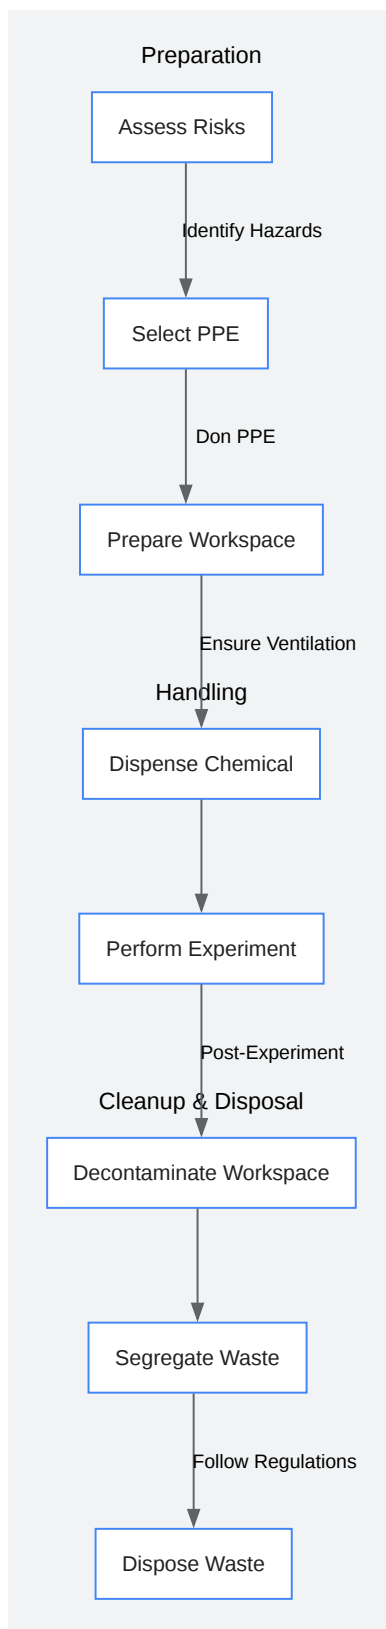 Preparation
Assess Risks
Identify Hazards
Select PPE
Don PPE
Prepare Workspace
Ensure Ventilation
Handling
Dispense Chemical
Perform Experiment
Post-Experiment
Cleanup & Disposal
Decontaminate Workspace
Segregate Waste
Follow Regulations
Dispose Waste